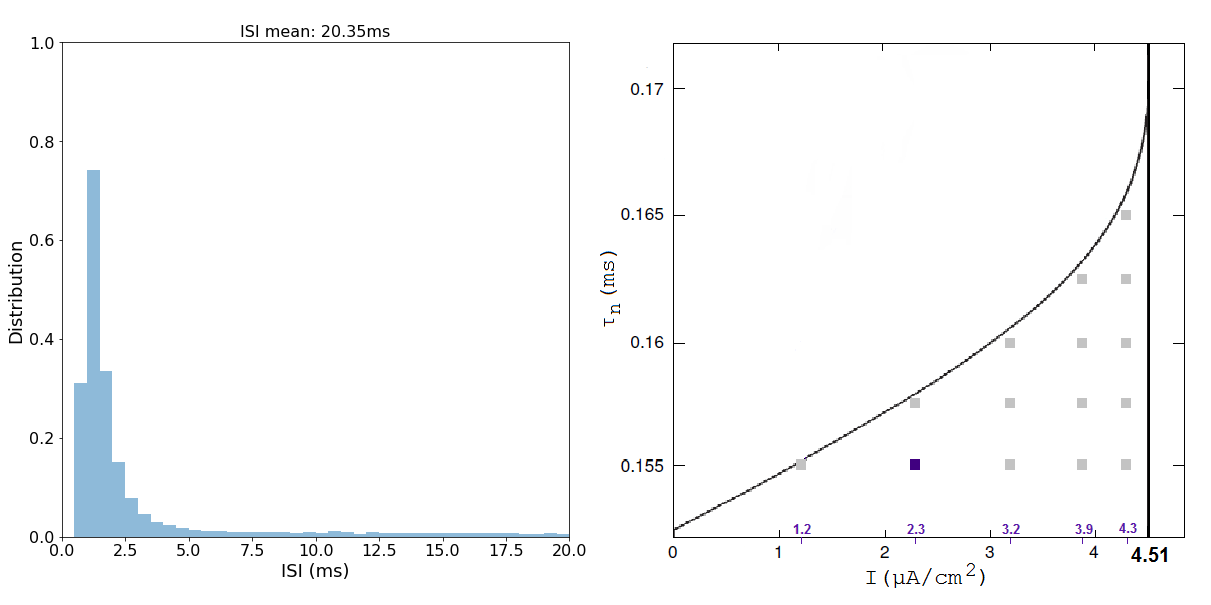 ISI mean: 20.35ms
Distribution
1.0
0.8
0.6
0.4
0.2
0.0
0.0 2.5 5.0 7.5 10.0 12.5 15.0 17.5 20.0
ISI (ms)
τn (ms)
0.17
0.165
0.16
0.155
1.2 2.3 3.2 3.9 4.3
0 1 2 3 4 4.51
I(µA/cm2)